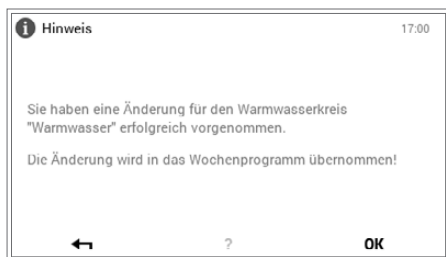 Hinweis 17:00
Sie haben eine Änderung für den Warmwasserkreis
"Warmwasser" erfolgreich vorgenommen.
Die Änderung wird in das Wochenprogramm übernommen!
? OK